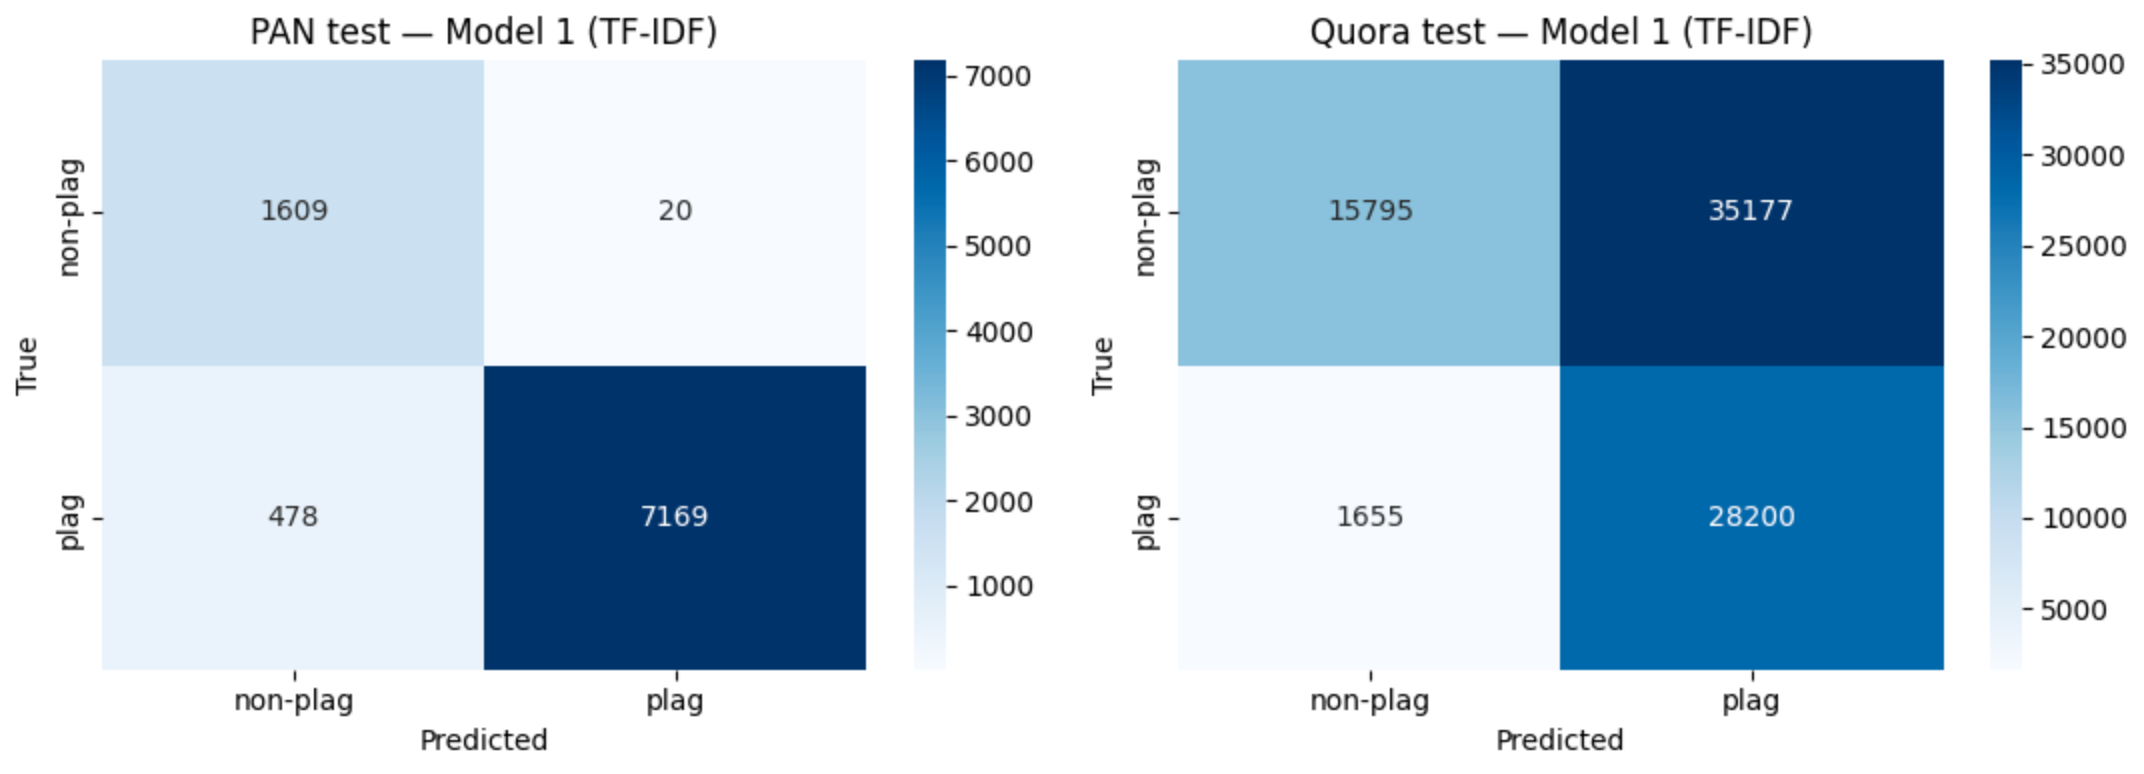 PAN test — Model 1 (TF-IDF)
True
non-plag
plag
1609
20
478
7169
non-plag
plag
Predicted
7000
6000
5000
4000
3000
2000
1000
Quora test — Model 1 (TF-IDF)
True
non-plag
plag
15795
35177
1655
28200
non-plag
plag
Predicted
35000
30000
25000
20000
15000
10000
5000